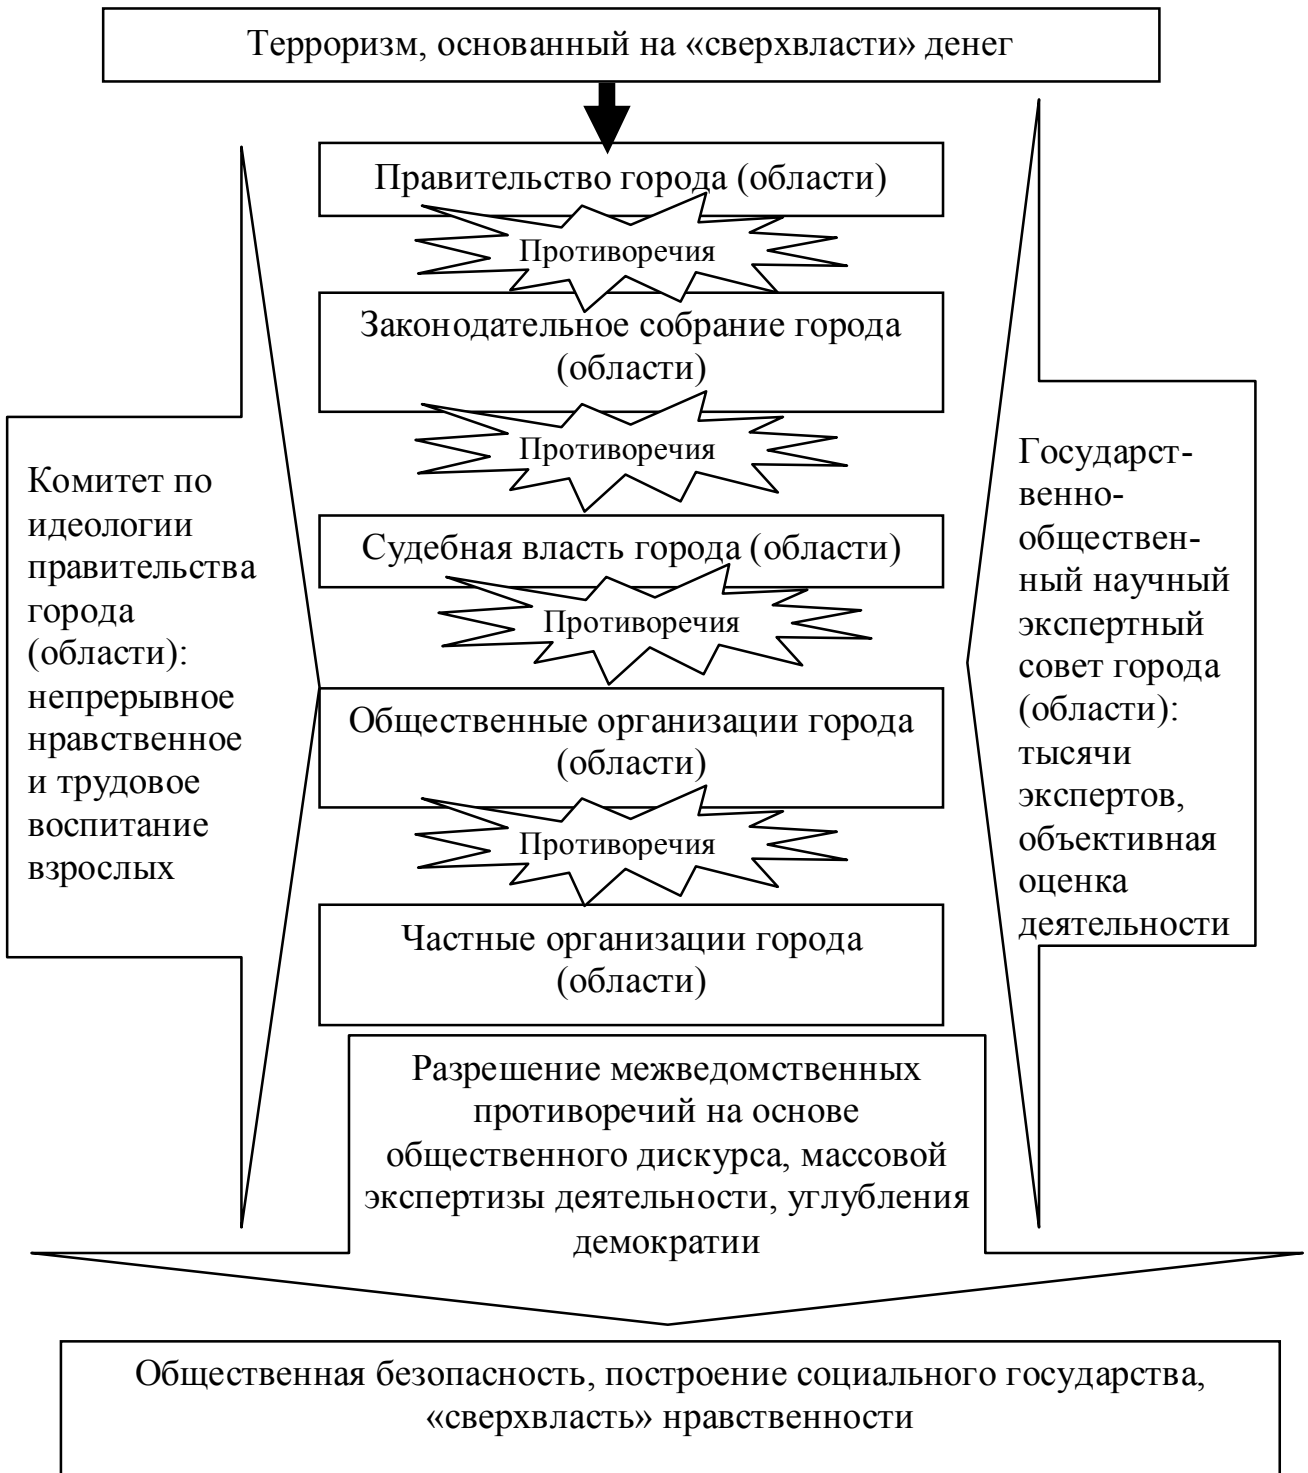 Терроризм, основанный на «сверхвласти» денег
Правительство города (области)
Противоречия
Законодательное собрание города
(области)
Противоречия
Судебная власть города (области)
Противоречия
Общественные организации города
(области)
Противоречия
Частные организации города
(области)
Комитет по
идеологии
правительства
города
(области):
непрерывное
нравственное
и трудовое
воспитание
взрослых
Государст-
венно-
обществен-
ный научный
экспертный
совет города
(области):
тысячи
экспертов,
объективная
оценка
деятельности
Разрешение межведомственных
противоречий на основе
общественного дискурса, массовой
экспертизы деятельности, углубления
демократии
Общественная безопасность, построение социального государства,
«сверхвласть» нравственности